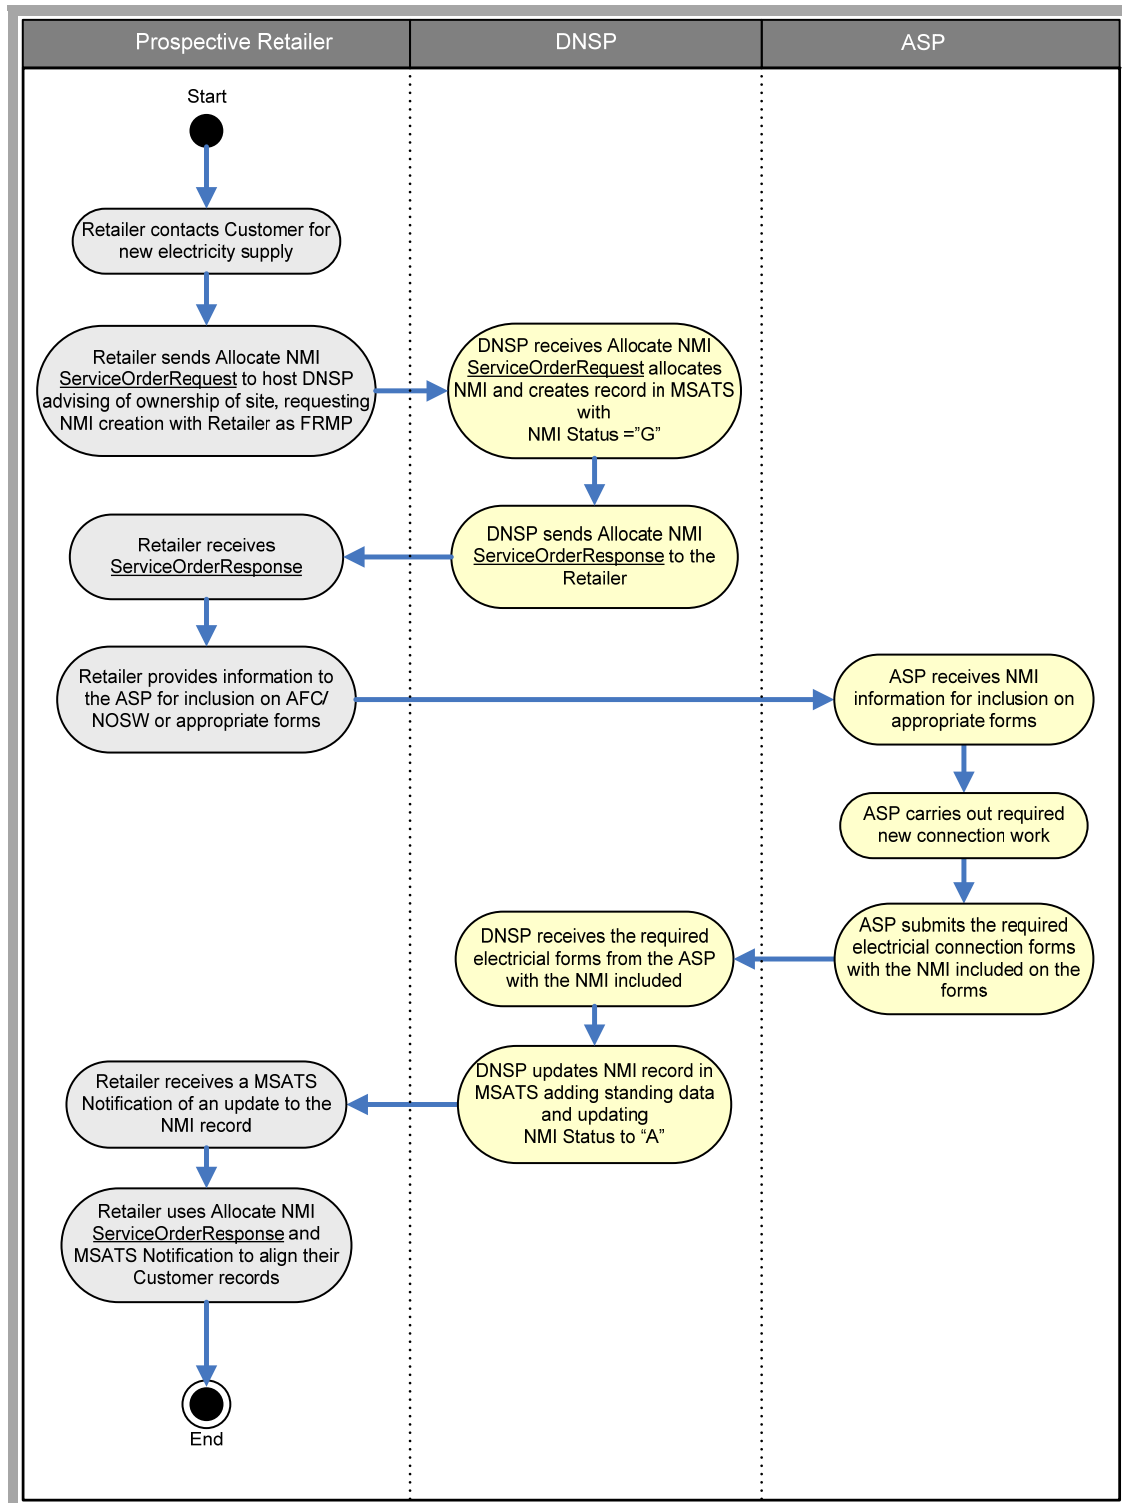 Prospective Retailer
DNSP
ASP
Start
Retailer contacts Customer for
new electricity supply
Retailer sends Allocate NMI
ServiceOrderRequest to host DNSP
advising of ownership of site, requesting
NMI creation with Retailer as FRMP
DNSP receives Allocate NMI
ServiceOrderRequest allocates
NMI and creates record in MSATS
with
NMI Status =”G”
DNSP sends Allocate NMI
ServiceOrderResponse to the
Retailer
Retailer receives
ServiceOrderResponse
Retailer provides information to
the ASP for inclusion on AFC/
NOSW or appropriate forms
ASP receives NMI
information for inclusion on
appropriate forms
ASP carries out required
new connection work
ASP submits the required
electricial connection forms
with the NMI included on the
forms
DNSP receives the required
electricial forms from the ASP
with the NMI included
DNSP updates NMI record in
MSATS adding standing data
and updating
NMI Status to “A”
Retailer receives a MSATS
Notification of an update to the
NMI record
Retailer uses Allocate NMI
ServiceOrderResponse and
MSATS Notification to align their
Customer records
End